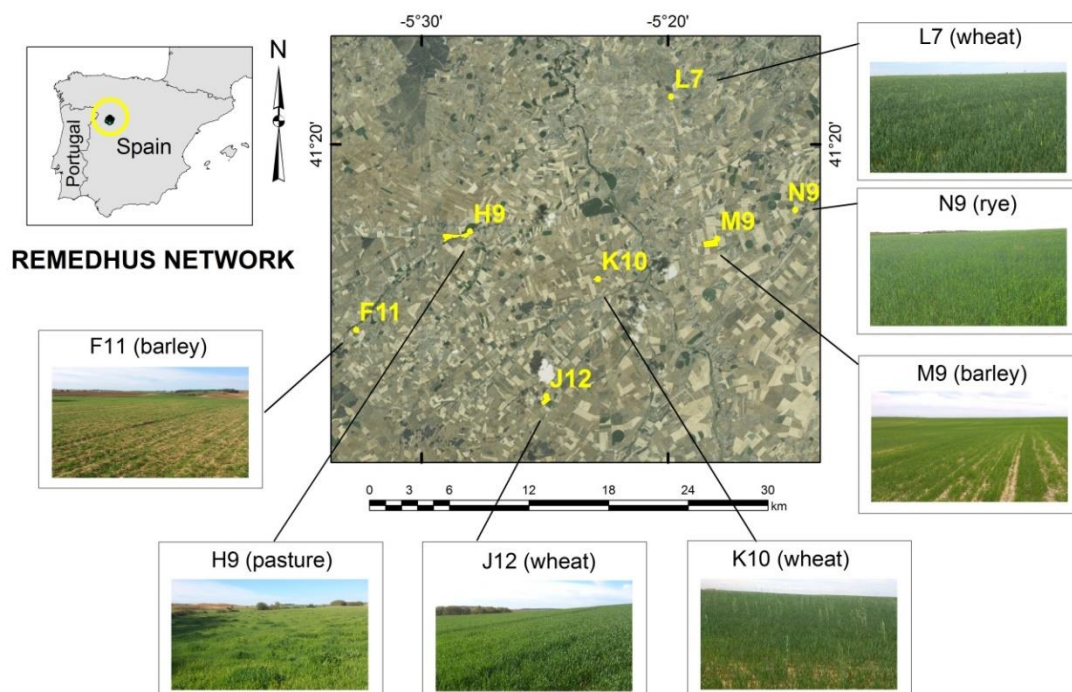 -5°30'
-5°20'
N
L7 (wheat)
Portugal
Spain
REMEDHUS NETWORK
41°20'
41°20'
L7
N9
H9
M9
K10
F11
J12
N9 (rye)
F11 (barley)
M9 (barley)
0 3 6 12 18 24 30
km
H9 (pasture)
J12 (wheat)
K10 (wheat)